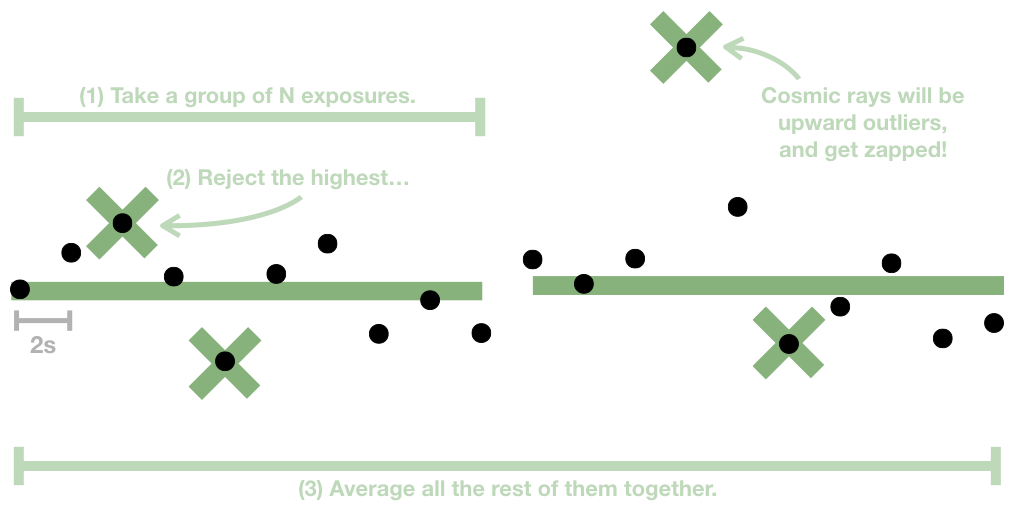 (1) Take a group of N exposures.
Cosmic rays will be
upward outliers,
and get zapped!
(2) Reject the highest…
2s
(3) Average all the rest of them together.